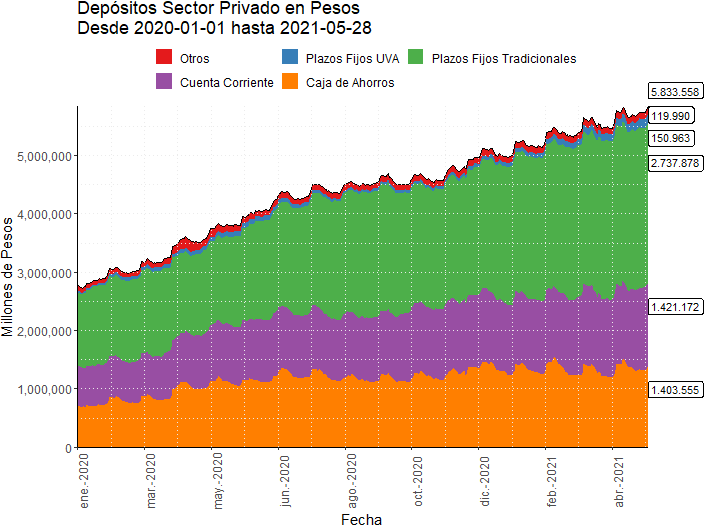 Depósitos Sector Privado en Pesos
Desde 2020-01-01 hasta 2021-05-28
Otros
Plazos Fijos UVA
Plazos Fijos Tradicionales
Cuenta Corriente
Caja de Ahorros
5.833.558
119.990
150.963
2.737.878
1.421.172
1.403.555
5,000,000
4,000,000
3,000,000
2,000,000
1,000,000
0
Millones de Pesos
ene.-2020
mar.-2020
may.-2020
jun.-2020
ago.-2020
oct.-2020
dic.-2020
feb.-2021
abr.-2021
Fecha